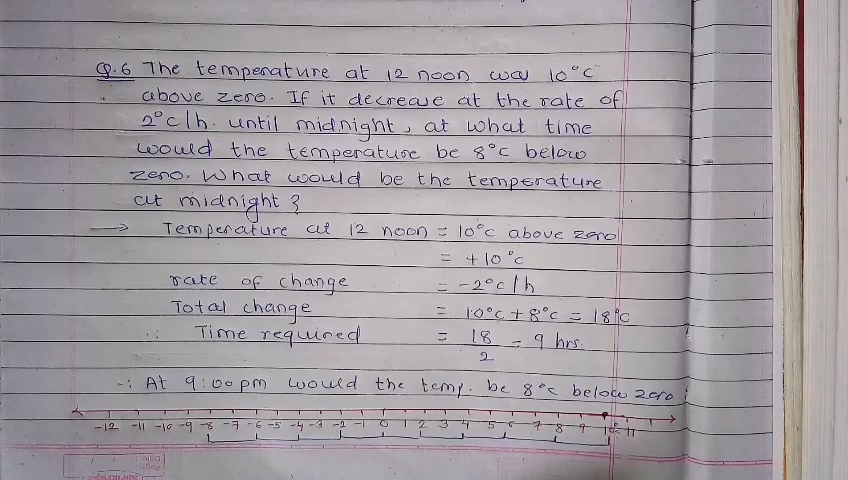 Q.6 The temperature at 12 noon was 10°C
above zero. If it decrease at the rate of
2°c/h. until midnight, at what time
would the temperature be 8°c below
zero. What would be the temperature
at midnight?
→ Temperature at 12 noon = 10°c above zero
= +10°c
rate of change = -2°c/h
Total change = 10°c + 8°c = 18°C
∴ Time required = 18/2 = 9 hrs.
∴ At 9:00 pm would the temp. be 8°c below zero
-12 -11 -10 -9 -8 -7 -6 -5 -4 -3 -2 -1 0 1 2 3 4 5 6 7 8 9 10 11